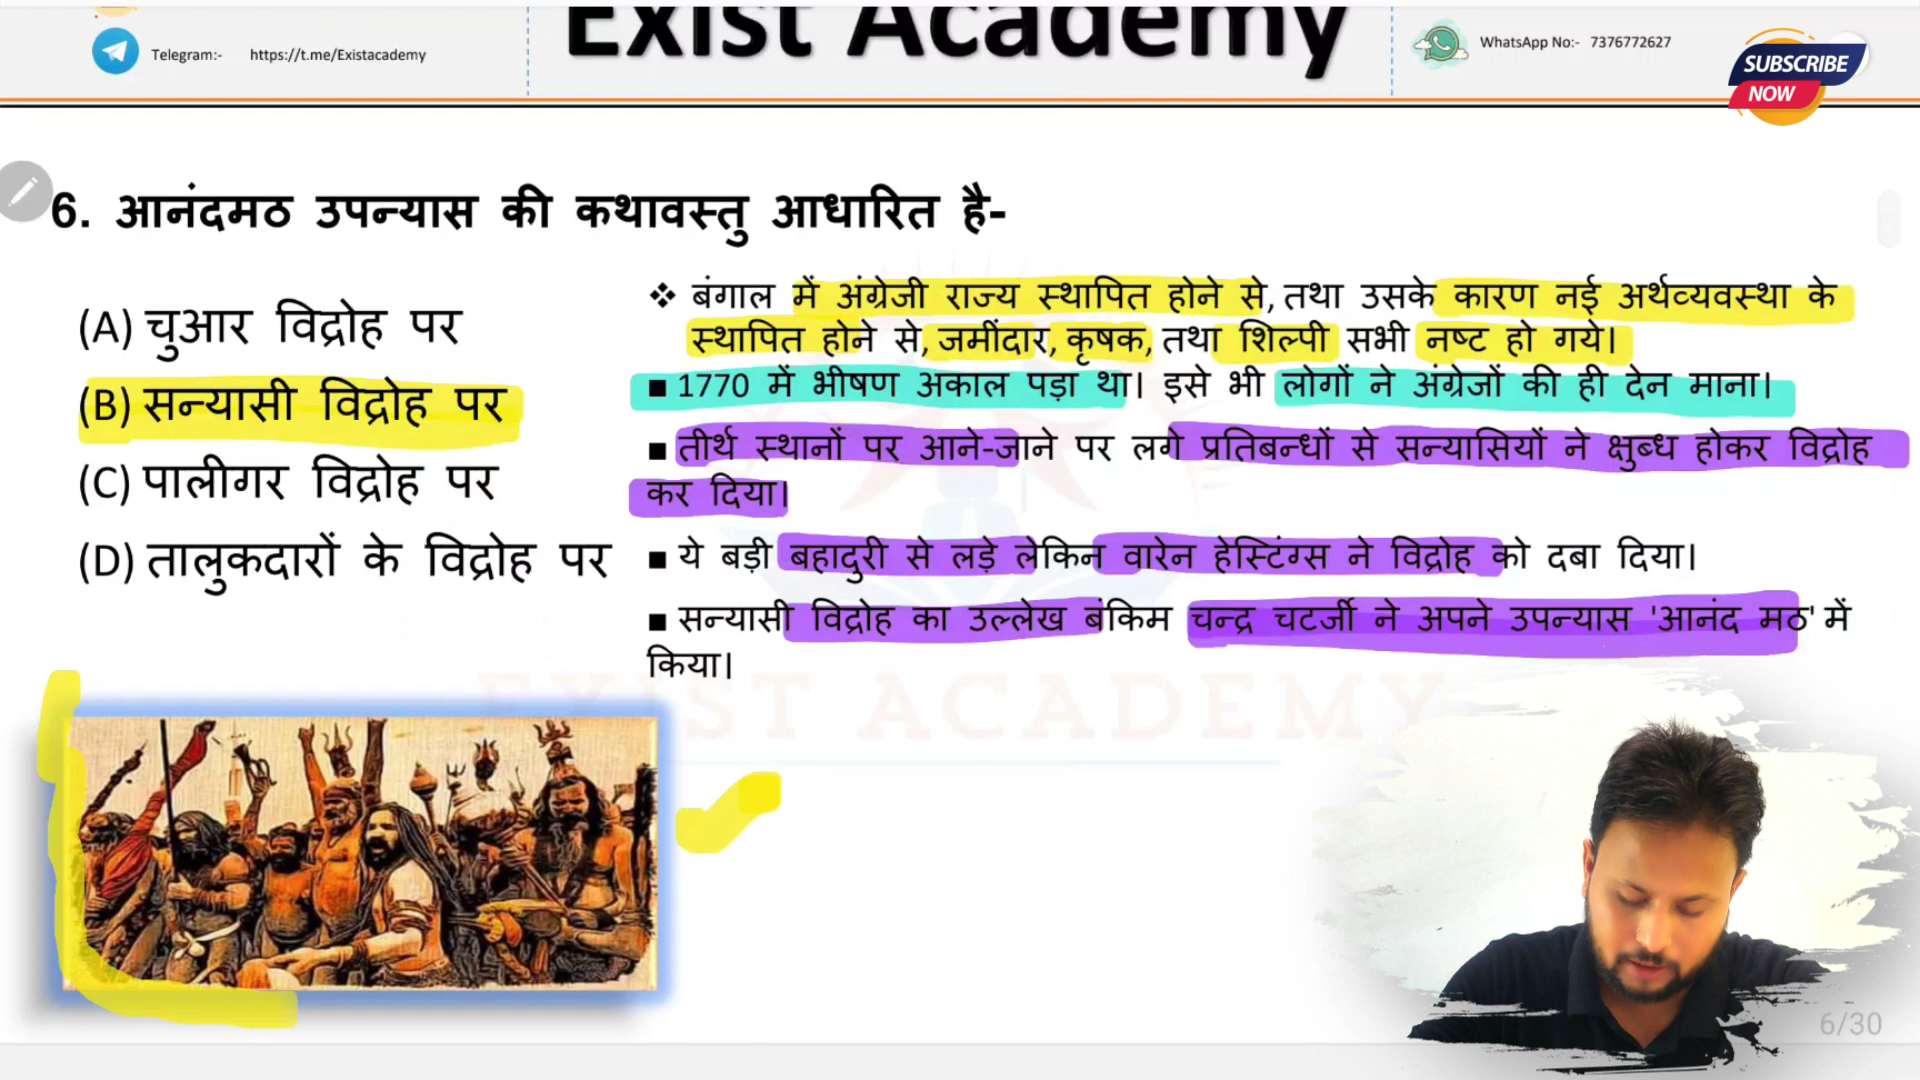 Exist Academy
Telegram:- https://t.me/Existacademy
WhatsApp No:- 7376772627
SUBSCRIBE
NOW
6. आनंदमठ उपन्यास की कथावस्तु आधारित है-
(A) चुआर विद्रोह पर
(B) सन्यासी विद्रोह पर
(C) पालीगर विद्रोह पर
(D) तालुकदारों के विद्रोह पर
❖ बंगाल में अंग्रेजी राज्य स्थापित होने से, तथा उसके कारण नई अर्थव्यवस्था के
स्थापित होने से, जमींदार, कृषक, तथा शिल्पी सभी नष्ट हो गये।
■ 1770 में भीषण अकाल पड़ा था। इसे भी लोगों ने अंग्रेजों की ही देन माना।
■ तीर्थ स्थानों पर आने-जाने पर लगे प्रतिबन्धों से सन्यासियों ने क्षुब्ध होकर विद्रोह
कर दिया।
■ ये बड़ी बहादुरी से लड़े लेकिन वारेन हेस्टिंग्स ने विद्रोह को दबा दिया।
■ सन्यासी विद्रोह का उल्लेख बंकिम चन्द्र चटर्जी ने अपने उपन्यास 'आनंद मठ' में
किया।
EXIST ACADEMY
6/30